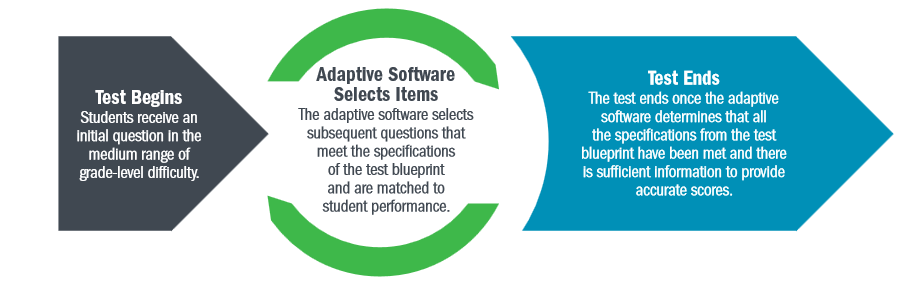 Test Begins
Students receive an
initial question in the
medium range of
grade-level difficulty.
Adaptive Software
Selects Items
The adaptive software selects
subsequent questions that
meet the specifications
of the test blueprint
and are matched to
student performance.
Test Ends
The test ends once the adaptive
software determines that all
the specifications from the test
blueprint have been met and there
is sufficient information to provide
accurate scores.